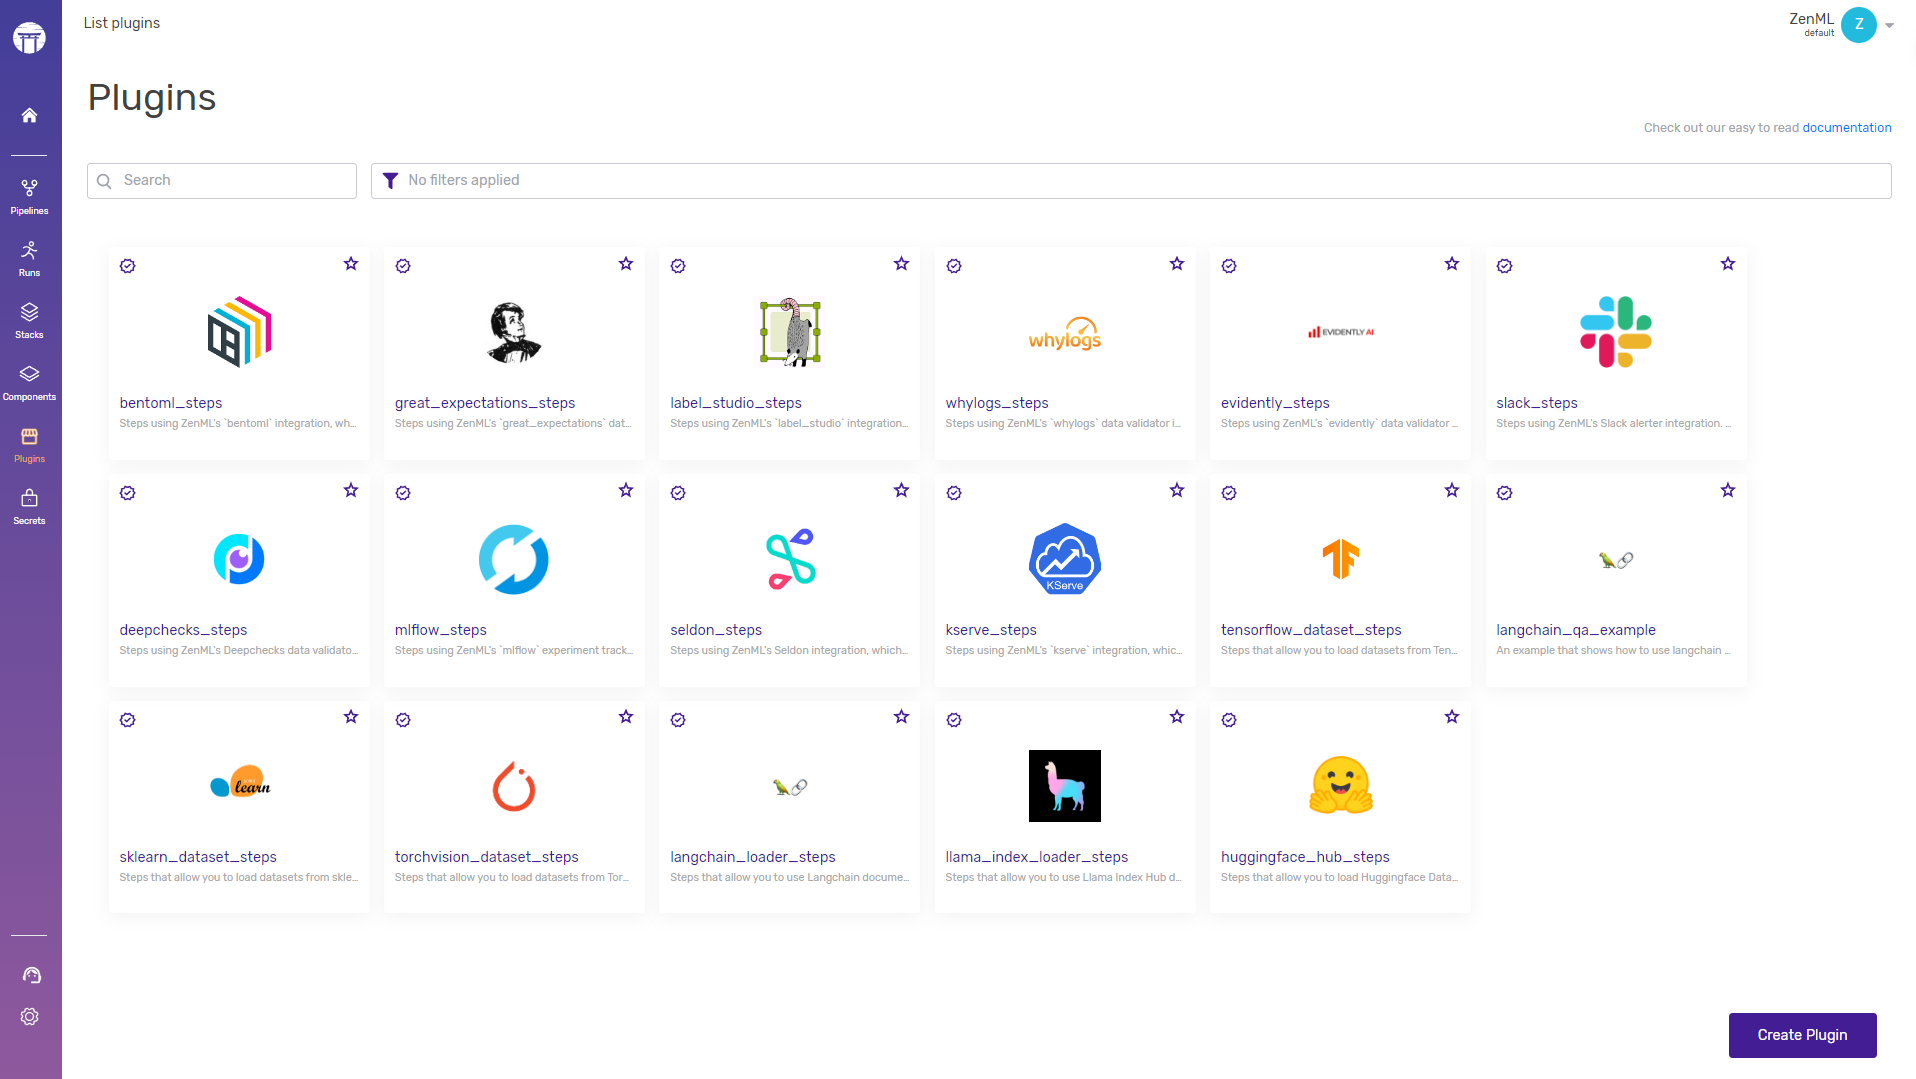 List plugins
ZenML
default
Z
Plugins
Check out our easy to read documentation
Search
No filters applied
Pipelines
Runs
Stacks
Components
Plugins
Secrets
whylogs
EVIDENTLY AI
bentoml_steps
Steps using ZenML's `bentoml` integration, wh...
great_expectations_steps
Steps using ZenML's `great_expectations` dat...
label_studio_steps
Steps using ZenML's `label_studio` integration...
whylogs_steps
Steps using ZenML's `whylogs` data validator i...
evidently_steps
Steps using ZenML's `evidently` data validator ...
slack_steps
Steps using ZenML's Slack alerter integration. ...
KServe
deepchecks_steps
Steps using ZenML's Deepchecks data validato...
mlflow_steps
Steps using ZenML's `mlflow` experiment track...
seldon_steps
Steps using ZenML's Seldon integration, which...
kserve_steps
Steps using ZenML's `kserve` integration, whic...
tensorflow_dataset_steps
Steps that allow you to load datasets from Ten...
langchain_qa_example
An example that shows how to use langchain ...
learn
sklearn_dataset_steps
Steps that allow you to load datasets from skle...
torchvision_dataset_steps
Steps that allow you to load datasets from Tor...
langchain_loader_steps
Steps that allow you to use Langchain docume...
llama_index_loader_steps
Steps that allow you to use Llama Index Hub d...
huggingface_hub_steps
Steps that allow you to load Huggingface Data...
Create Plugin